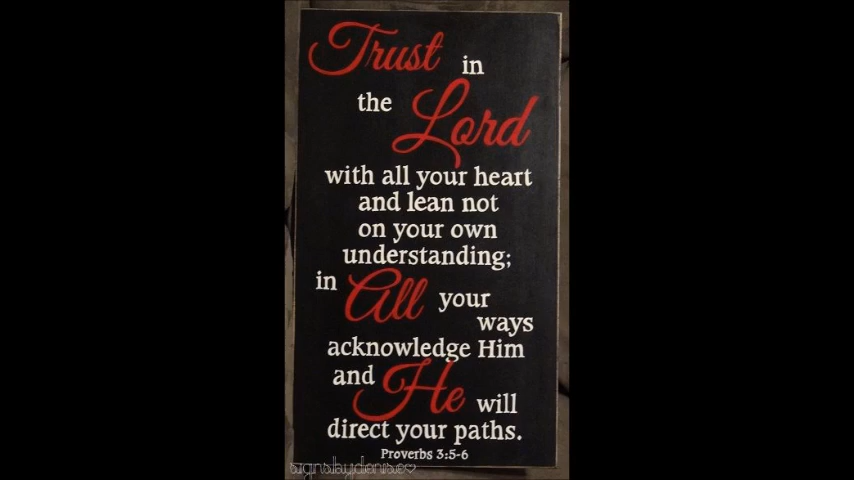 Trust in
the Lord
with all your heart
and lean not
on your own
understanding;
in All your
ways
acknowledge Him
and He will
direct your paths.
Proverbs 3:5-6
signsbydenise♡